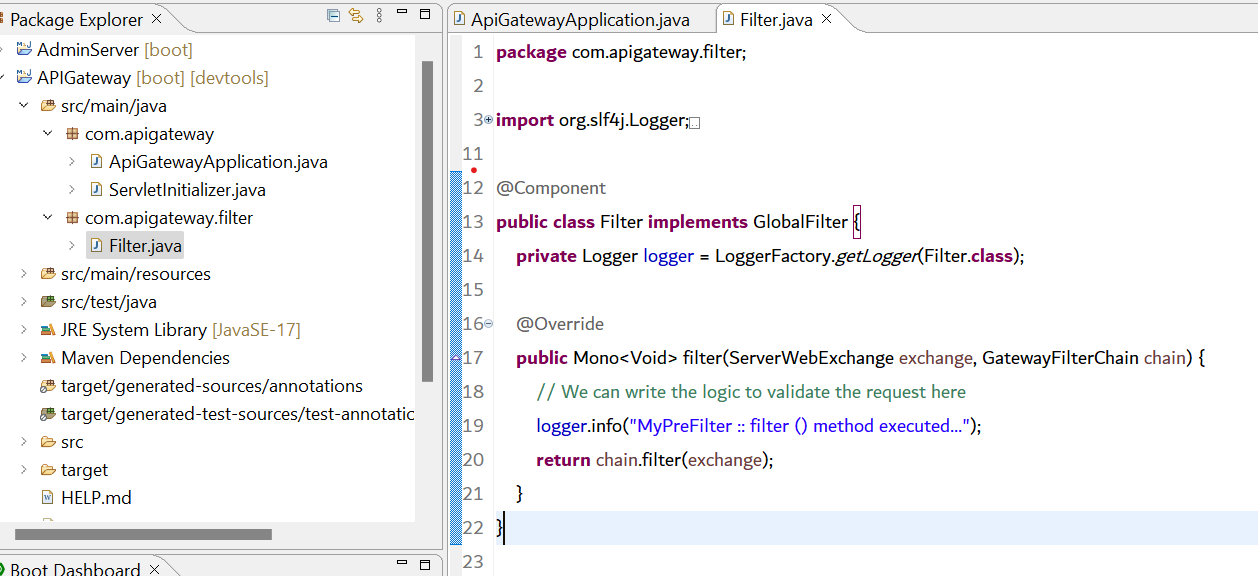 Package Explorer
AdminServer [boot]
APIGateway [boot] [devtools]
src/main/java
com.apigateway
ApiGatewayApplication.java
ServletInitializer.java
com.apigateway.filter
Filter.java
src/main/resources
src/test/java
JRE System Library [JavaSE-17]
Maven Dependencies
target/generated-sources/annotations
target/generated-test-sources/test-annotatic
src
target
HELP.md
Boot Dashboard
ApiGatewayApplication.java
Filter.java
1 package com.apigateway.filter;
2
3 import org.slf4j.Logger;
11
12 @Component
13 public class Filter implements GlobalFilter {
14 private Logger logger = LoggerFactory.getLogger(Filter.class);
15
16 @Override
17 public Mono<Void> filter(ServerWebExchange exchange, GatewayFilterChain chain) {
18 // We can write the logic to validate the request here
19 logger.info("MyPreFilter :: filter () method executed...");
20 return chain.filter(exchange);
21 }
22 }
23